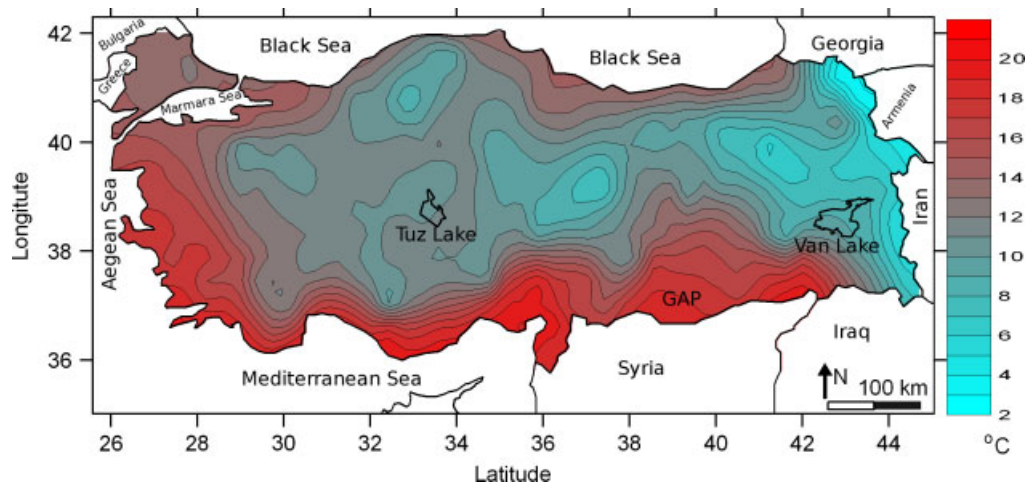 42
40
38
36
Longitute
26
28
30
32
34
36
38
40
42
44
Latitude
Bulgaria
Greece
Black Sea
Black Sea
Georgia
Marmara Sea
Armenia
Aegean Sea
Tuz Lake
Van Lake
Iran
GAP
Mediterranean Sea
Syria
Iraq
N
100 km
20
18
16
14
12
10
8
6
4
2
°C